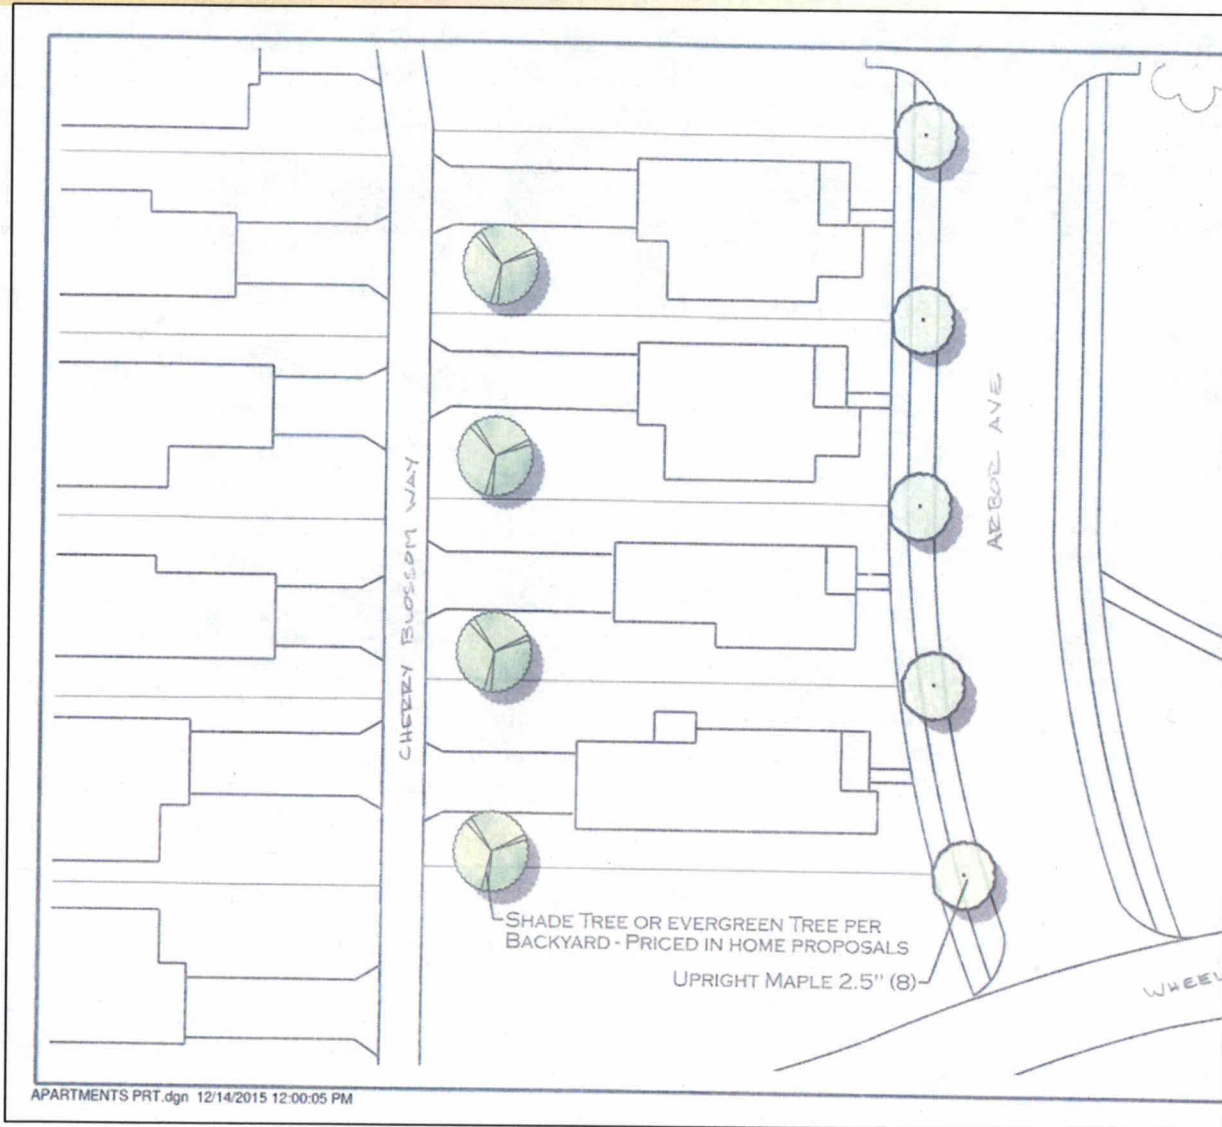 CHERRY BLOSSOM WAY
ARBOR AVE
SHADE TREE OR EVERGREEN TREE PER
BACKYARD - PRICED IN HOME PROPOSALS
UPRIGHT MAPLE 2.5" (8)
WHEEL
APARTMENTS PRT.dgn 12/14/2015 12:00:05 PM